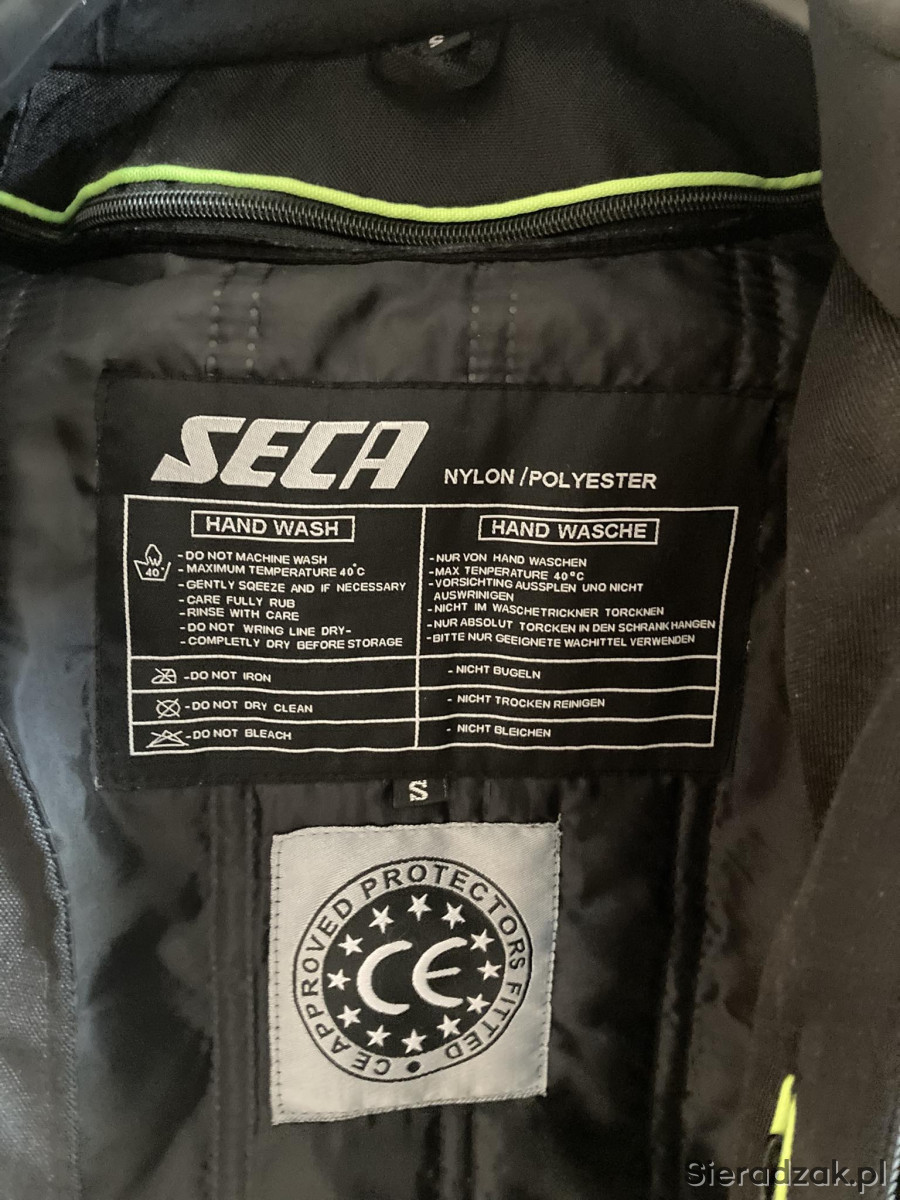 S
SECA
NYLON /POLYESTER
HAND WASH
40
-DO NOT MACHINE WASH
- MAXIMUM TEMPERATURE 40°C
- GENTLY SQEEZE AND IF NECESSARY
- CARE FULLY RUB
- RINSE WITH CARE
- DO NOT WRING LINE DRY-
- COMPLETLY DRY BEFORE STORAGE
-DO NOT IRON
-DO NOT DRY CLEAN
-DO NOT BLEACH
HAND WASCHE
-NUR VON HAND WASCHEN
-MAX TENPERATURE 40°C
-VORSICHTING AUSSPLEN UNO NICHT
AUSWRINIGEN
-NICHT IM WASCHETRICKNER TORCKNEN
-NUR ABSOLUT TORCKEN IN DEN SCHRANK HANGEN
-BITTE NUR GEEIGNETE WACHITTEL VERWENDEN
- NICHT BUGELN
- NICHT TROCKEN REINIGEN
- NICHT BLEICHEN
S
CE APPROVED PROTECTORS FITTED
CE
Sieradzak.pl